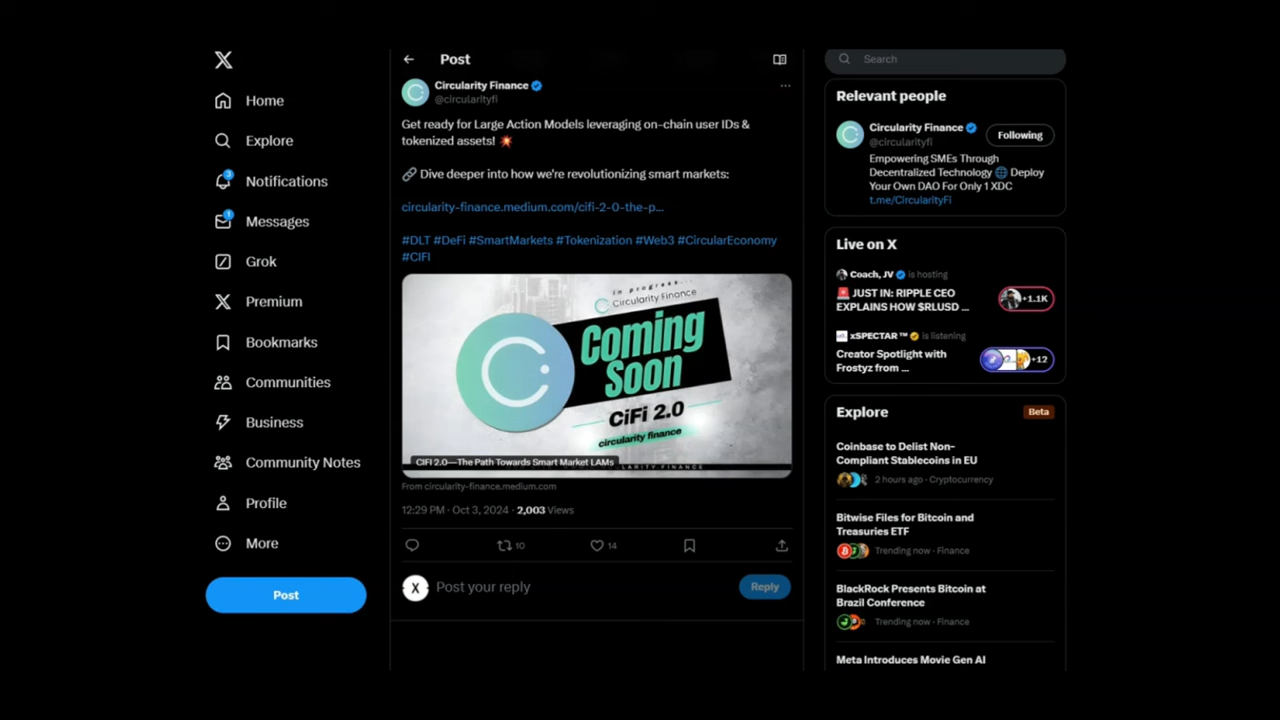 Home
Explore
3
Notifications
1
Messages
Grok
Premium
Bookmarks
Communities
Business
Community Notes
Profile
More
Post
Post
Circularity Finance
@circularityfi
Get ready for Large Action Models leveraging on-chain user IDs &
tokenized assets! 💥
🔗 Dive deeper into how we're revolutionizing smart markets:
circularity-finance.medium.com/cifi-2-0-the-p...
#DLT #DeFi #SmartMarkets #Tokenization #Web3 #CircularEconomy
#CIFI
in progress...
Circularity Finance
Coming
Soon
CiFi 2.0
circularity finance
CIFI 2.0—The Path Towards Smart Market LAMs
From circularity-finance.medium.com
12:29 PM · Oct 3, 2024 · 2,003 Views
10
14
X
Post your reply
Reply
Search
Relevant people
Circularity Finance
@circularityfi
Following
Empowering SMEs Through
Decentralized Technology 🌐 Deploy
Your Own DAO For Only 1 XDC
t.me/CircularityFi
Live on X
Coach, JV is hosting
🚨 JUST IN: RIPPLE CEO
EXPLAINS HOW $RLUSD ...
+1.1K
xSPECTAR ™ is listening
Creator Spotlight with
Frostyz from ...
+12
Explore
Beta
Coinbase to Delist Non-
Compliant Stablecoins in EU
2 hours ago · Cryptocurrency
Bitwise Files for Bitcoin and
Treasuries ETF
Trending now · Finance
BlackRock Presents Bitcoin at
Brazil Conference
Trending now · Finance
Meta Introduces Movie Gen AI